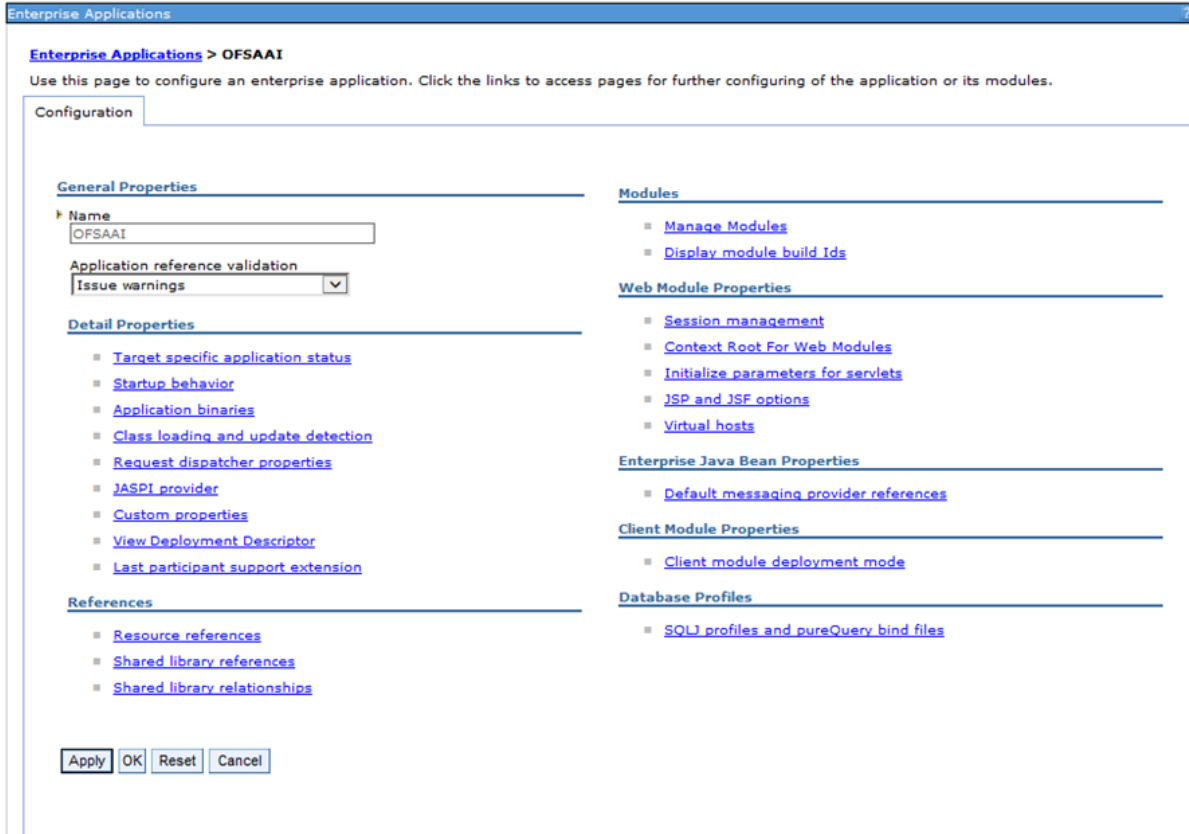 Enterprise Applications
?
Enterprise Applications > OFSAAI
Use this page to configure an enterprise application. Click the links to access pages for further configuring of the application or its modules.
Configuration
General Properties
Name
OFSAAI
Application reference validation
Issue warnings
Detail Properties
Target specific application status
Startup behavior
Application binaries
Class loading and update detection
Request dispatcher properties
JASPI provider
Custom properties
View Deployment Descriptor
Last participant support extension
References
Resource references
Shared library references
Shared library relationships
Modules
Manage Modules
Display module build Ids
Web Module Properties
Session management
Context Root For Web Modules
Initialize parameters for servlets
JSP and JSF options
Virtual hosts
Enterprise Java Bean Properties
Default messaging provider references
Client Module Properties
Client module deployment mode
Database Profiles
SQLJ profiles and pureQuery bind files
Apply OK Reset Cancel